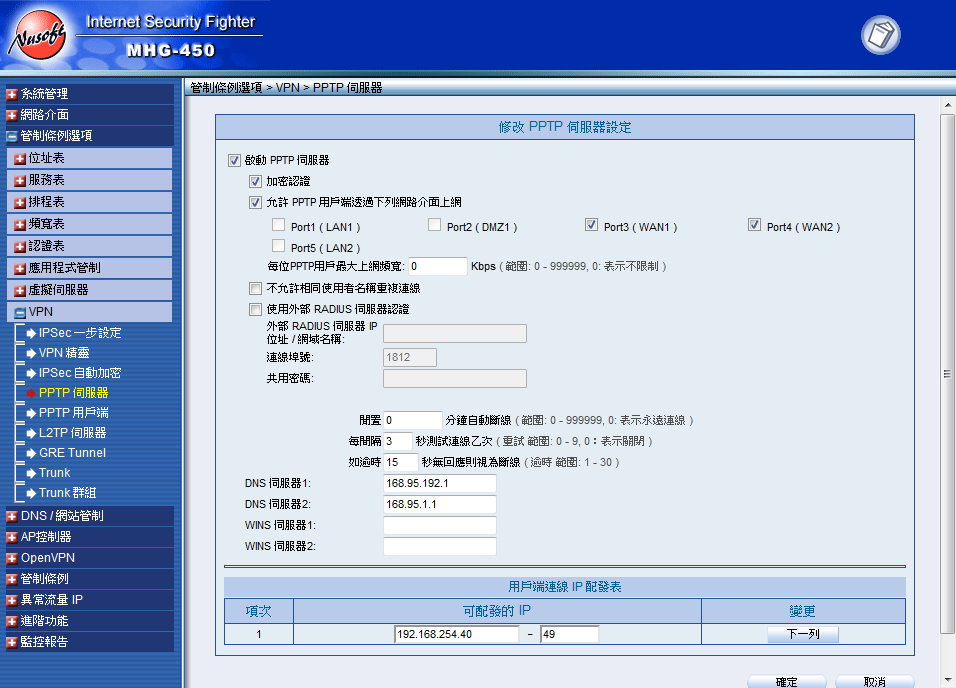 Nusoft
Internet Security Fighter
MHG-450
管制條例選項 > VPN > PPTP 伺服器
系統管理
網路介面
管制條例選項
位址表
服務表
排程表
頻寬表
認證表
應用程式管制
虛擬伺服器
VPN
IPSec 一步設定
VPN 精靈
IPSec 自動加密
PPTP 伺服器
PPTP 用戶端
L2TP 伺服器
GRE Tunnel
Trunk
Trunk 群組
DNS / 網站管制
AP控制器
OpenVPN
管制條例
異常流量 IP
進階功能
監控報告
修改 PPTP 伺服器設定
啟動 PPTP 伺服器
加密認證
允許 PPTP 用戶端透過下列網路介面上網
Port1 ( LAN1 ) Port2 ( DMZ1 ) Port3 ( WAN1 ) Port4 ( WAN2 )
Port5 ( LAN2 )
每位PPTP用戶最大上網頻寬: 0 Kbps ( 範圍: 0 - 999999, 0: 表示不限制 )
不允許相同使用者名稱重複連線
使用外部 RADIUS 伺服器認證
外部 RADIUS 伺服器 IP
位址 / 網域名稱:
連線埠號: 1812
共用密碼:
閒置 0 分鐘自動斷線 ( 範圍: 0 - 999999, 0: 表示永遠連線 )
每間隔 3 秒測試連線乙次 ( 重試 範圍: 0 - 9, 0：表示關閉 )
如逾時 15 秒無回應則視為斷線 ( 逾時 範圍: 1 - 30 )
DNS 伺服器1: 168.95.192.1
DNS 伺服器2: 168.95.1.1
WINS 伺服器1:
WINS 伺服器2:
用戶端連線 IP 配發表
項次 可配發的 IP 變更
1 192.168.254.40 - 49 下一列
確定 取消